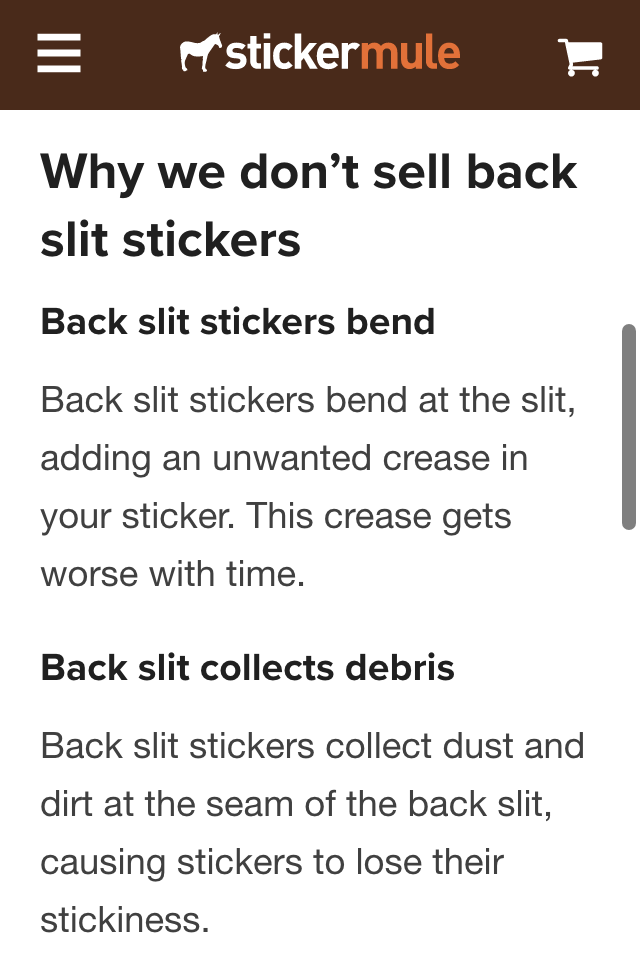 stickermule
Why we don’t sell back
slit stickers
Back slit stickers bend
Back slit stickers bend at the slit,
adding an unwanted crease in
your sticker. This crease gets
worse with time.
Back slit collects debris
Back slit stickers collect dust and
dirt at the seam of the back slit,
causing stickers to lose their
stickiness.